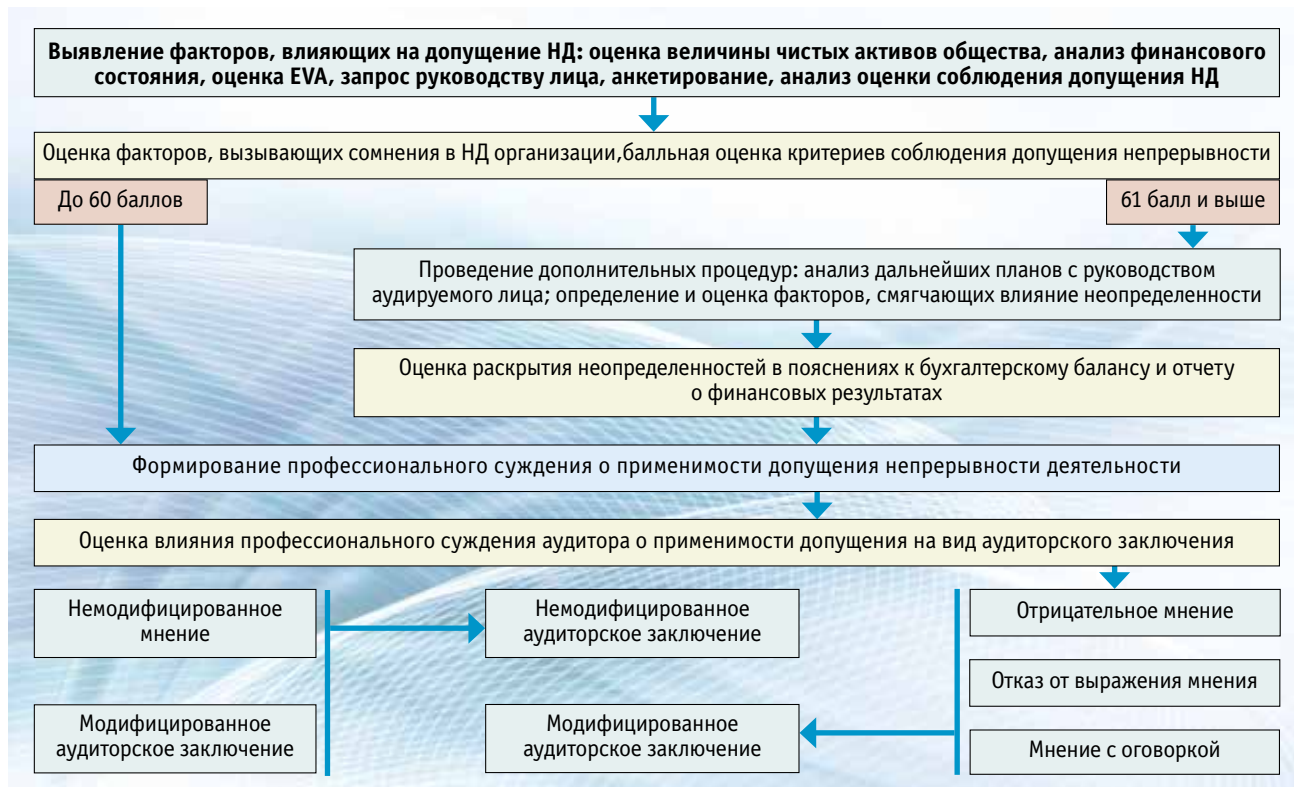 Выявление факторов, влияющих на допущение НД: оценка величины чистых активов общества, анализ финансового
состояния, оценка EVA, запрос руководству лица, анкетирование, анализ оценки соблюдения допущения НД
Оценка факторов, вызывающих сомнения в НД организации,балльная оценка критериев соблюдения допущения непрерывности
До 60 баллов
61 балл и выше
Проведение дополнительных процедур: анализ дальнейших планов с руководством
аудируемого лица; определение и оценка факторов, смягчающих влияние неопределенности
Оценка раскрытия неопределенностей в пояснениях к бухгалтерскому балансу и отчету
о финансовых результатах
Формирование профессионального суждения о применимости допущения непрерывности деятельности
Оценка влияния профессионального суждения аудитора о применимости допущения на вид аудиторского заключения
Немодифицированное
мнение
Немодифицированное
аудиторское заключение
Отрицательное мнение
Отказ от выражения мнения
Модифицированное
аудиторское заключение
Модифицированное
аудиторское заключение
Мнение с оговоркой